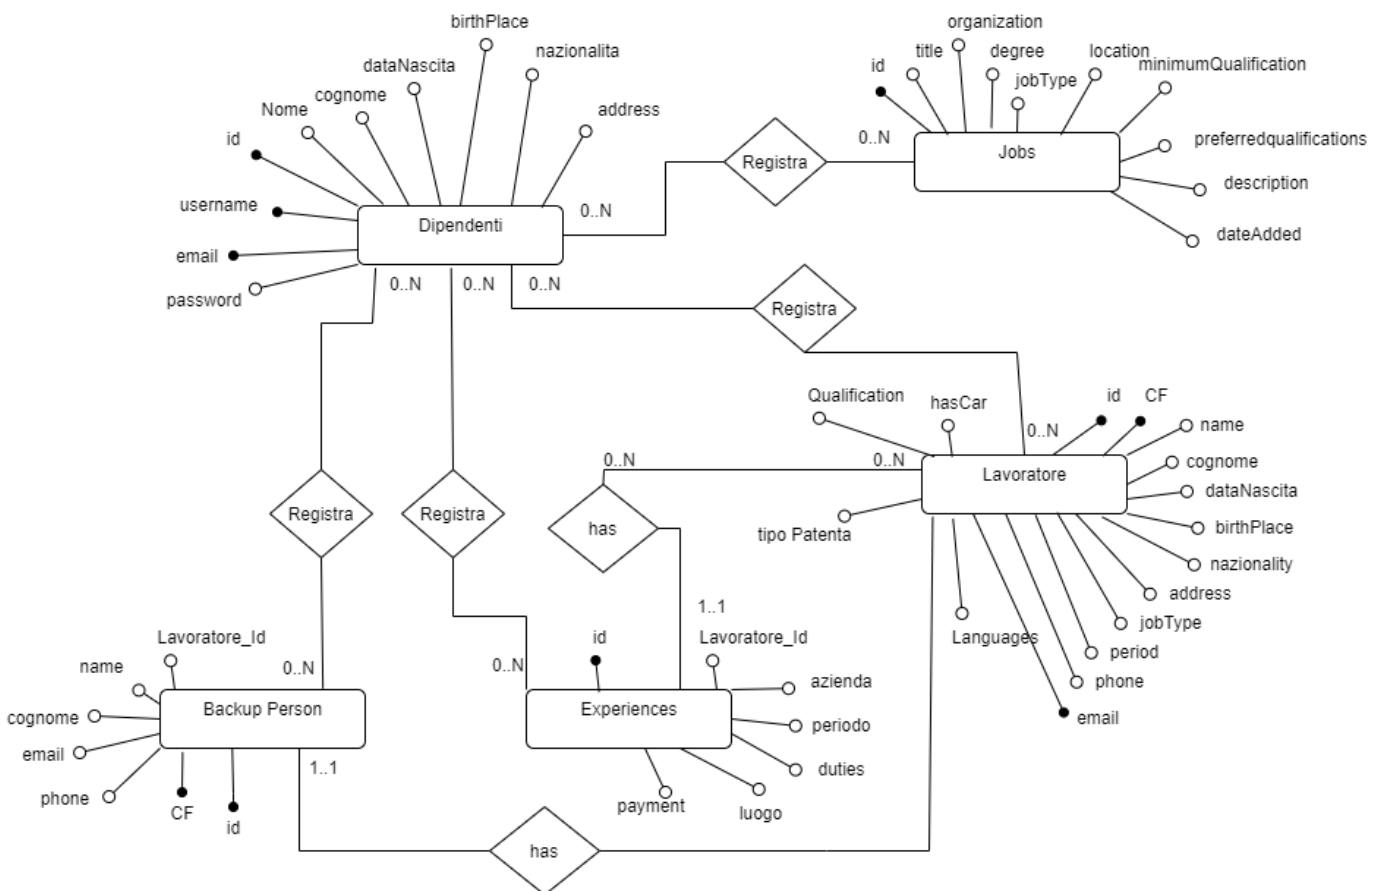 birthPlace
organization
nazionalita
title
degree
location
dataNascita
id
minimumQualification
jobType
cognome
Nome
address
id
0..N
Jobs
preferredqualifications
Registra
description
username
0..N
Dipendenti
dateAdded
email
0..N
0..N
0..N
password
Registra
Qualification
hasCar
id
CF
name
0..N
0..N
0..N
Lavoratore
cognome
dataNascita
Registra
Registra
has
tipo Patenta
birthPlace
nazionality
address
1..1
jobType
Lavoratore_Id
id
Lavoratore_Id
Languages
period
name
0..N
0..N
azienda
phone
cognome
Backup Person
Experiences
periodo
email
email
1..1
duties
phone
payment
luogo
CF
id
has